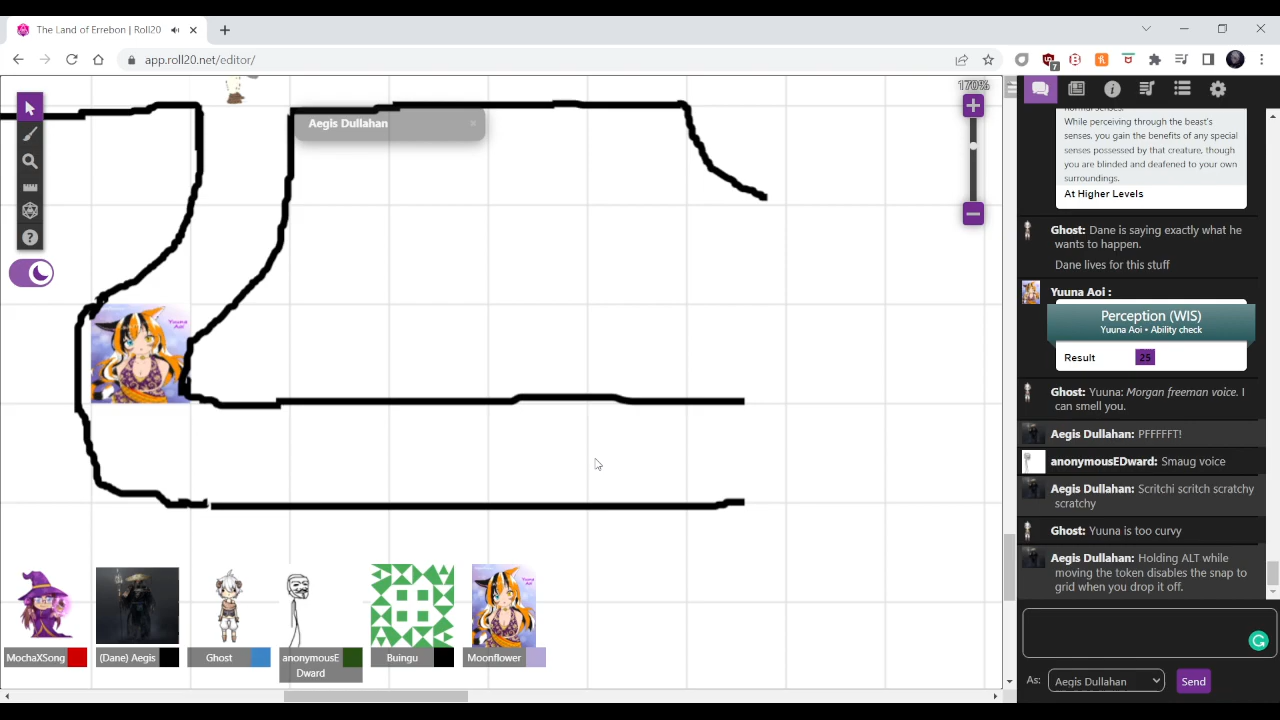 The Land of Errebon | Roll20
app.roll20.net/editor/
7
170%
Aegis Dullahan
Yuuna
Aoi
While perceiving through the beast's
senses, you gain the benefits of any special
senses possessed by that creature, though
you are blinded and deafened to your own
surroundings.
At Higher Levels
Ghost: Dane is saying exactly what he
wants to happen.
Dane lives for this stuff
Yuuna Aoi :
Perception (WIS)
Yuuna Aoi • Ability check
Result 25
Ghost: Yuuna: Morgan freeman voice. I
can smell you.
Aegis Dullahan: PFFFFFT!
anonymousEDward: Smaug voice
Aegis Dullahan: Scritchi scritch scratchy
scratchy
Ghost: Yuuna is too curvy
Aegis Dullahan: Holding ALT while
moving the token disables the snap to
grid when you drop it off.
As: Aegis Dullahan Send
MochaXSong
(Dane) Aegis
Ghost
anonymousE
Dward
Buingu
Moonflower